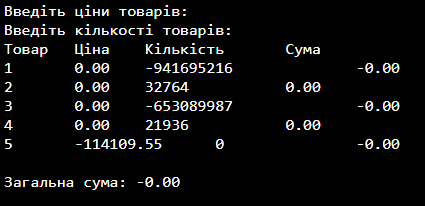 Введіть ціни товарів:
Введіть кількості товарів:
Товар Ціна Кількість Сума
1 0.00 -941695216 -0.00
2 0.00 32764 0.00
3 0.00 -653089987 -0.00
4 0.00 21936 0.00
5 -114109.55 0 -0.00
Загальна сума: -0.00